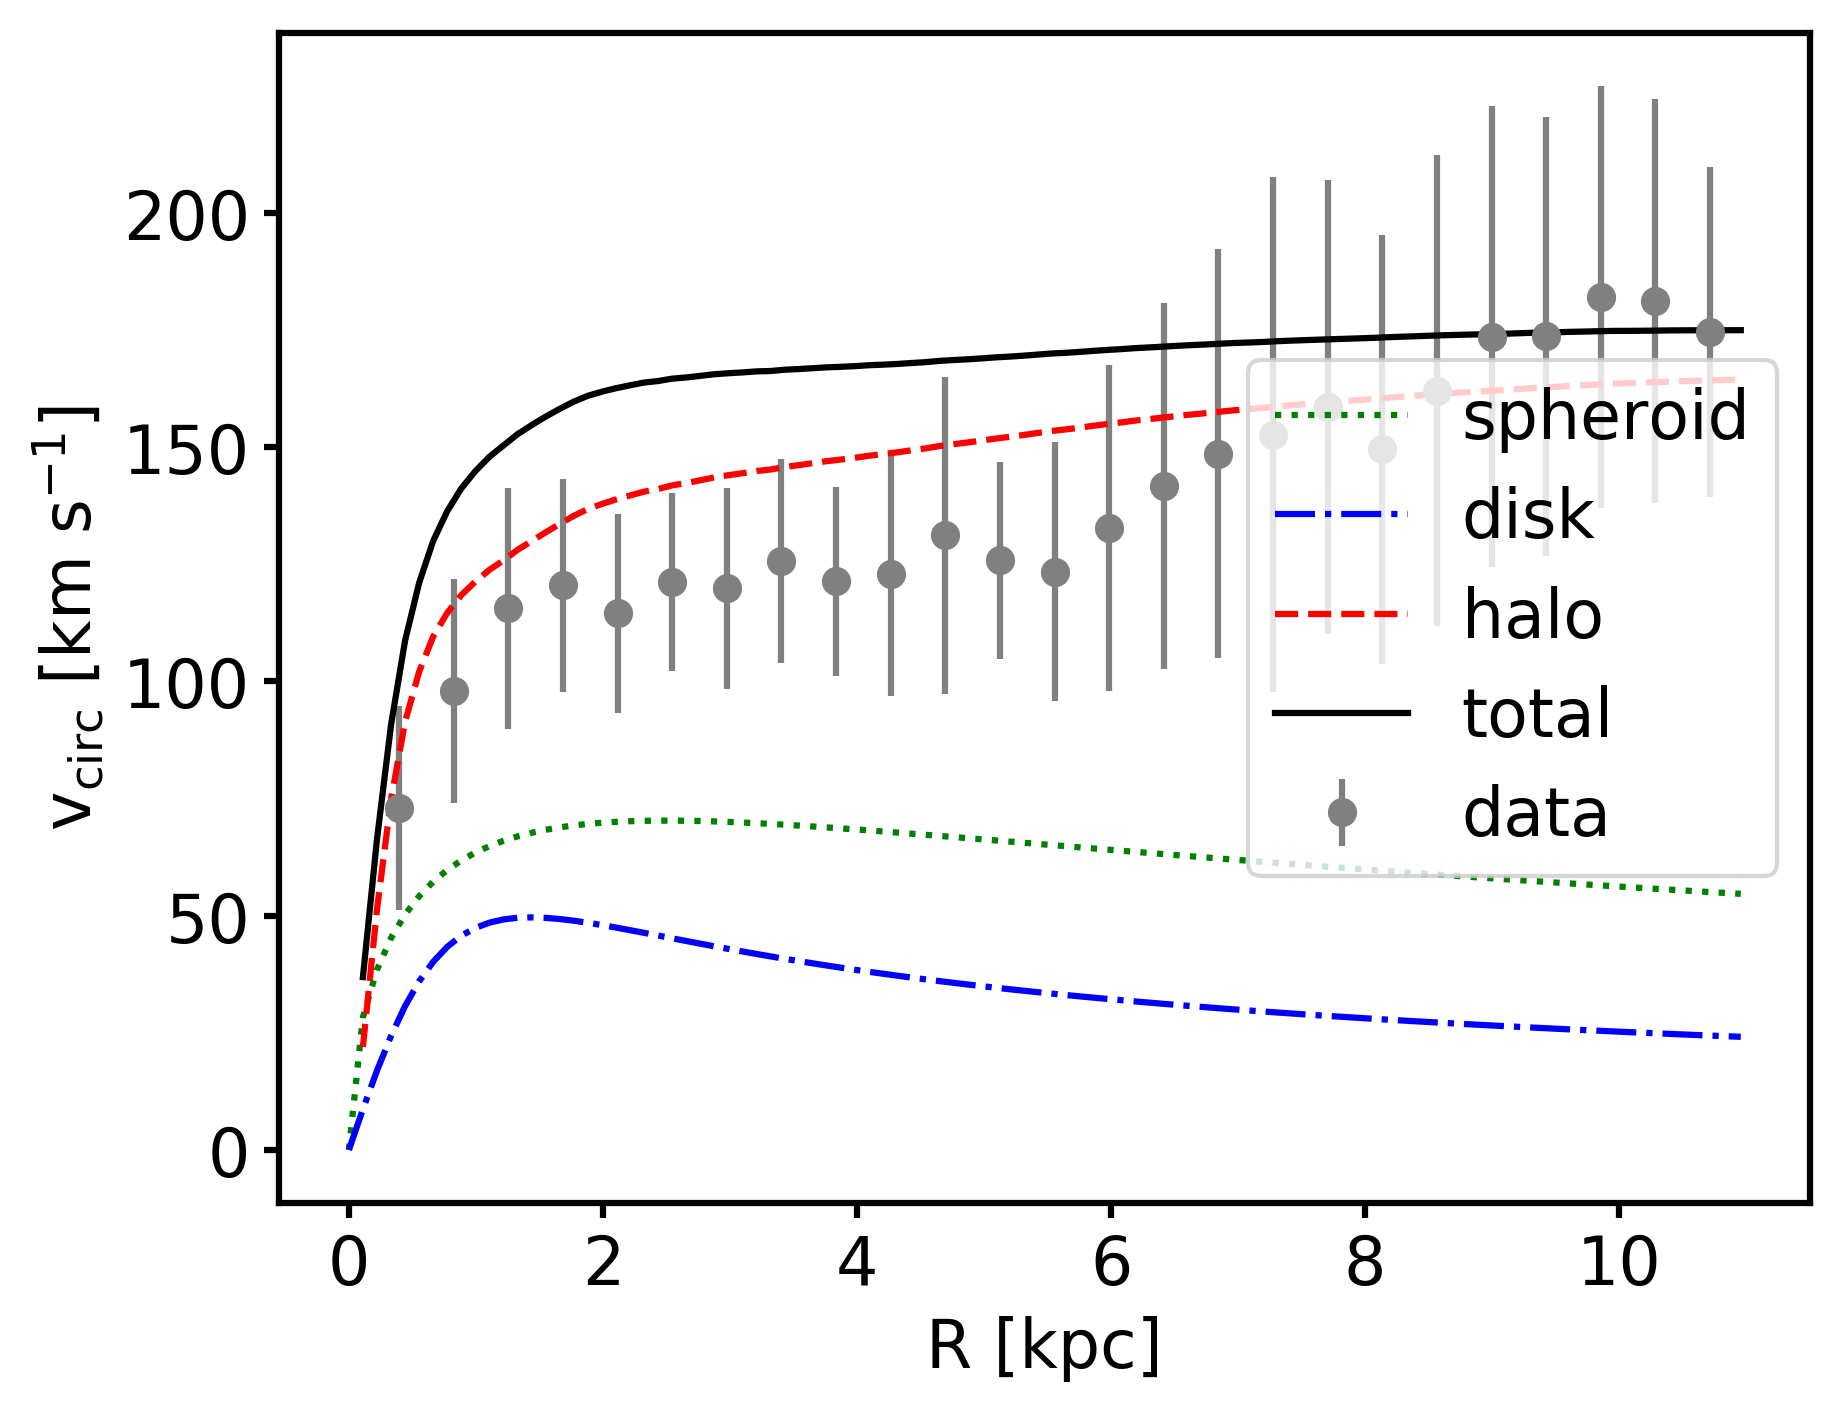 200
150
100
50
0
v_circ [km s⁻¹]
0 2 4 6 8 10
R [kpc]
spheroid
disk
halo
total
data